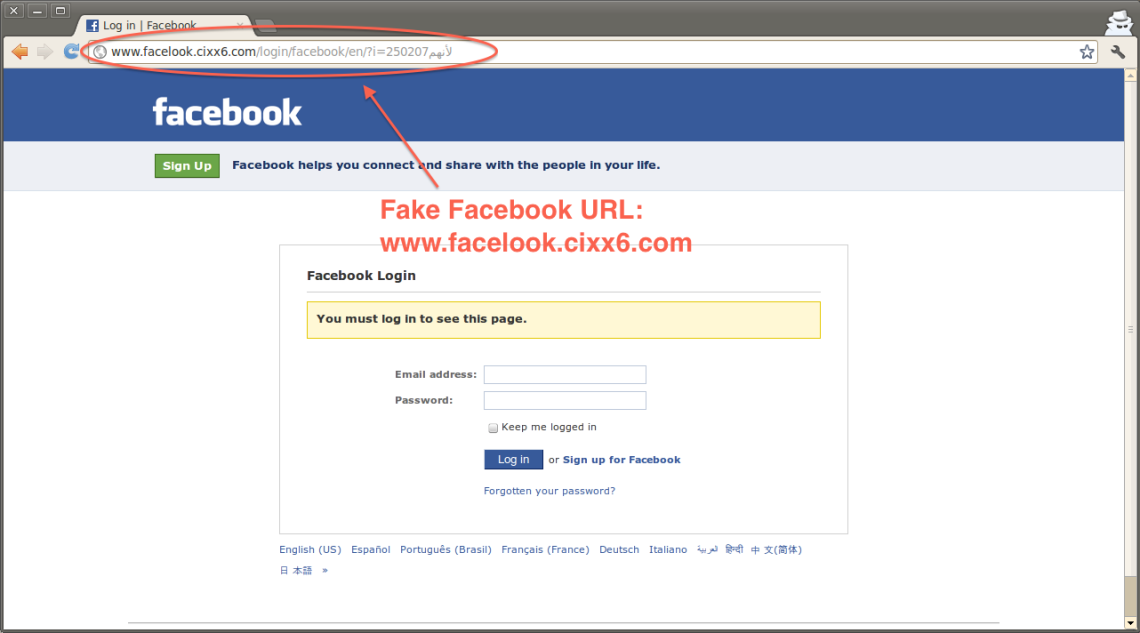 Log in | Facebook
www.facelook.cixx6.com/login/facebook/en/?i=250207لأنهم
facebook
Sign Up Facebook helps you connect and share with the people in your life.
Fake Facebook URL:
www.facelook.cixx6.com
Facebook Login
You must log in to see this page.
Email address:
Password:
Keep me logged in
Log in or Sign up for Facebook
Forgotten your password?
English (US) Español Português (Brasil) Français (France) Deutsch Italiano العربية हिन्दी 中文(简体)
日本語 »